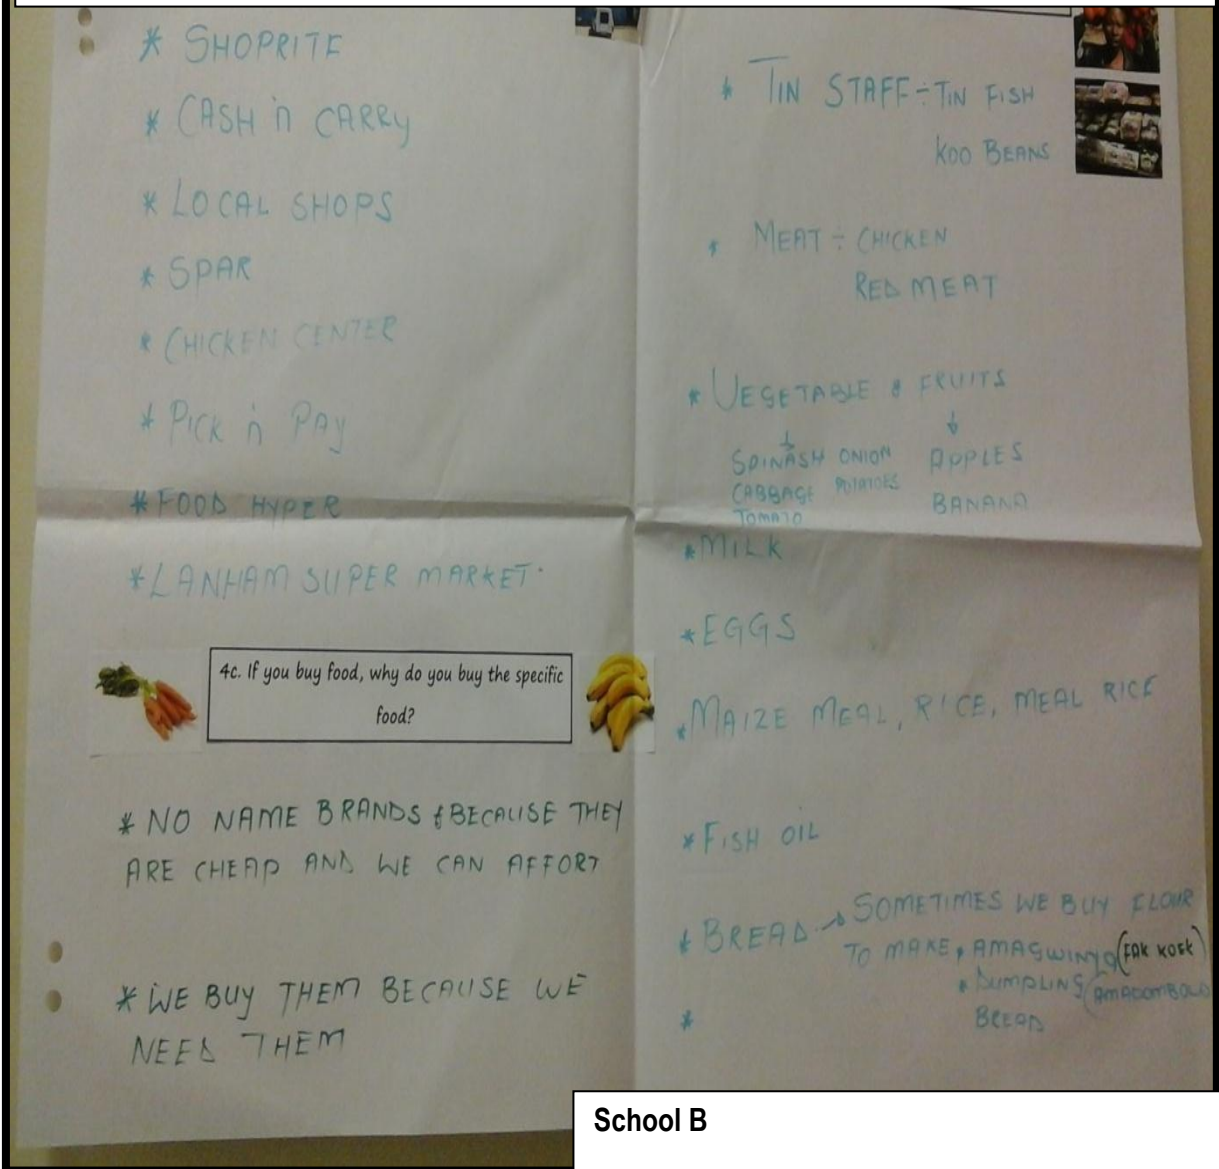 * SHOPRITE
* CASH 'n CARRY
* LOCAL SHOPS
* SPAR
* CHICKEN CENTER
* PICK 'n PAY
* FOOD HYPER
* LANHAM SUPER MARKET.
4c. If you buy food, why do you buy the specific
food?
* NO NAME BRANDS & BECAUSE THEY
ARE CHEAP AND WE CAN AFFORT
* WE BUY THEM BECAUSE WE
NEED THEM
* TIN STAFF ÷ TIN FISH
KOO BEANS
* MEAT ÷ CHICKEN
RED MEAT
* VEGETABLE & FRUITS
↓ ↓
SPINASH ONION APPLES
CABBAGE POTATOES BANANA
TOMATO
* MILK
* EGGS
* MAIZE MEAL, RICE, MEAL RICE
* FISH OIL
* BREAD → SOMETIMES WE BUY FLOUR
TO MAKE, AMAGWINYA (FAK KOEK)
* DUMPLING (AMADOMBOLO
* BREAD
School B